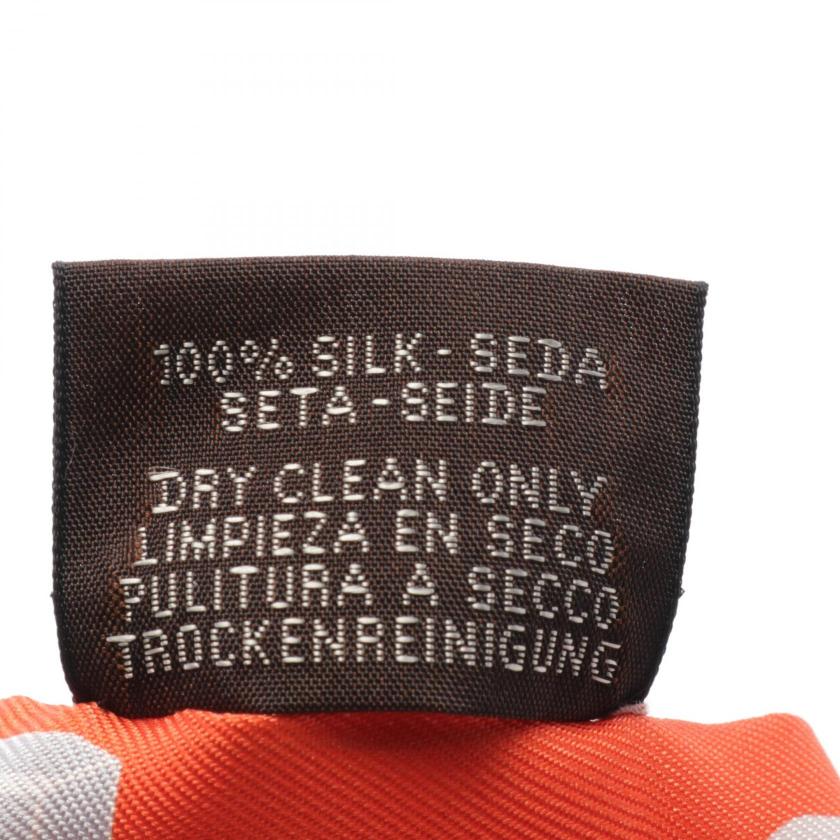 100% SILK - SEDA
SETA - SEIDE
DRY CLEAN ONLY
LIMPIEZA EN SECO
PULITURA A SECCO
TROCKENREINIGUNG